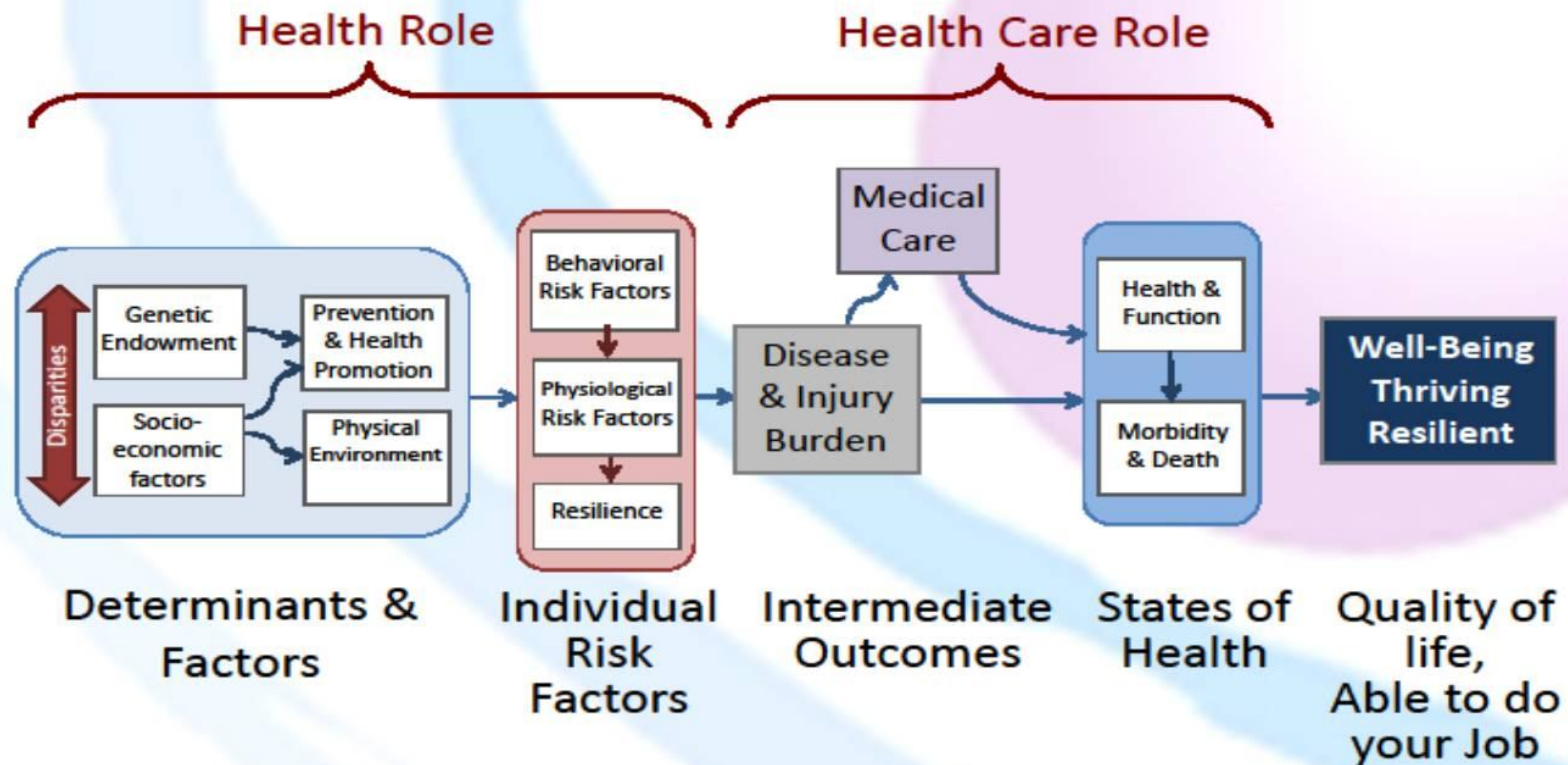 Health Role
Health Care Role
Disparities
Genetic
Endowment
Socio-
economic
factors
Prevention
& Health
Promotion
Physical
Environment
Behavioral
Risk Factors
Physiological
Risk Factors
Resilience
Medical
Care
Disease
& Injury
Burden
Health &
Function
Morbidity
& Death
Well-Being
Thriving
Resilient
Determinants &
Factors
Individual
Risk
Factors
Intermediate
Outcomes
States of
Health
Quality of
life,
Able to do
your Job